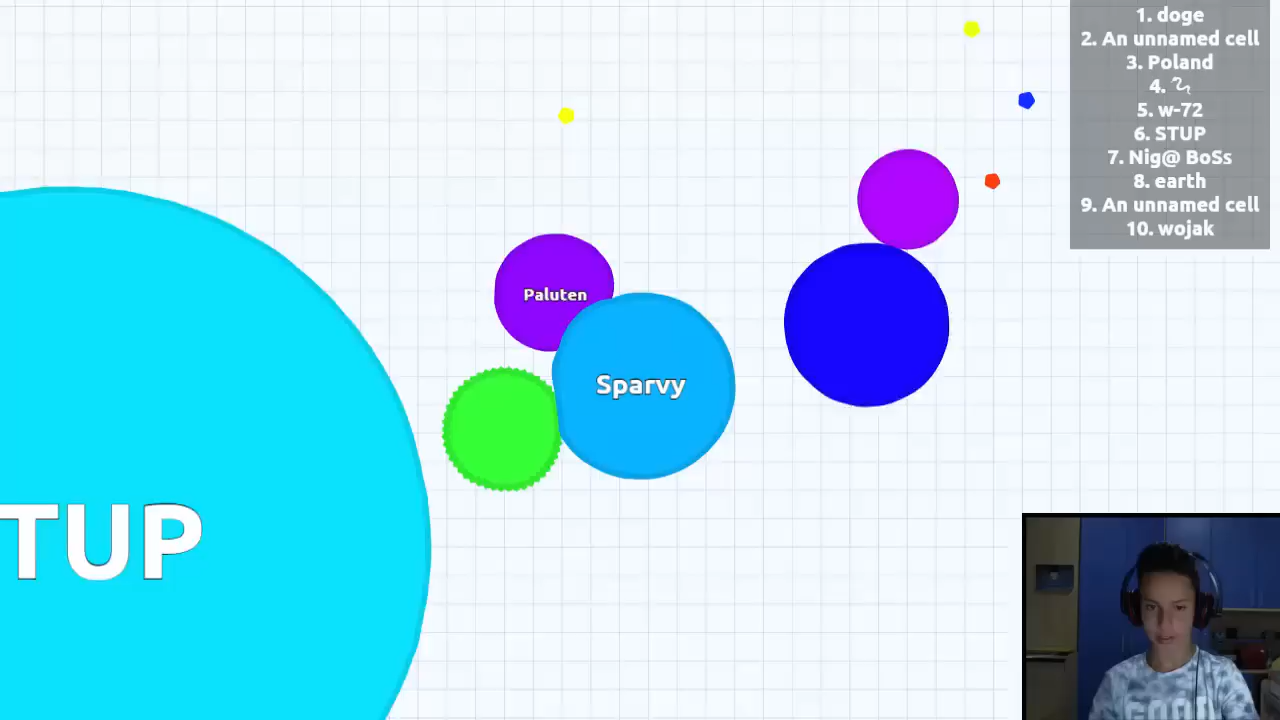 1. doge
2. An unnamed cell
3. Poland
4.
5. w-72
6. STUP
7. Nig@ BoSs
8. earth
9. An unnamed cell
10. wojak
Paluten
Sparvy
TUP